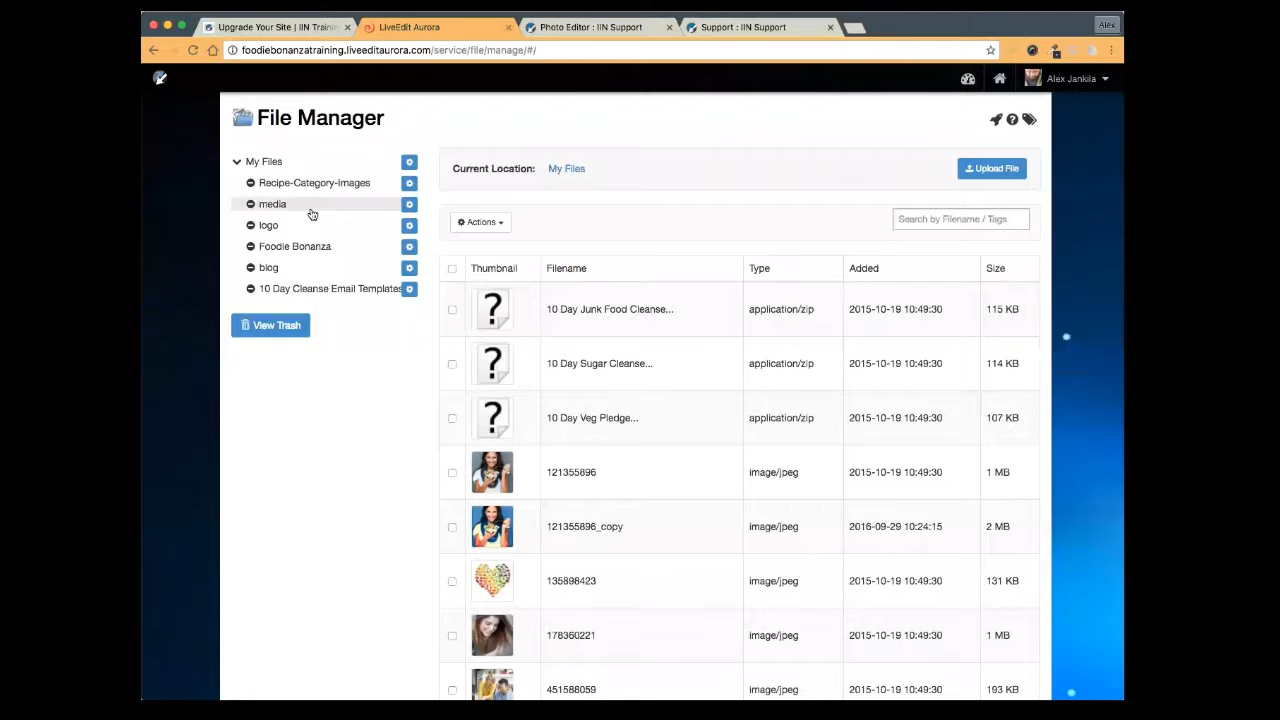 Upgrade Your Site | IIN Trainin
LiveEdit Aurora
Photo Editor : IIN Support
Support : IIN Support
Alex
foodiebonanzatraining.liveeditaurora.com/service/file/manage/#/
Alex Jankila
File Manager
My Files
Recipe-Category-Images
media
logo
Foodie Bonanza
blog
10 Day Cleanse Email Templates
View Trash
Current Location: My Files
Upload File
Actions
Search by Filename / Tags
Thumbnail Filename Type Added Size
10 Day Junk Food Cleanse... application/zip 2015-10-19 10:49:30 115 KB
10 Day Sugar Cleanse... application/zip 2015-10-19 10:49:30 114 KB
10 Day Veg Pledge... application/zip 2015-10-19 10:49:30 107 KB
121355896 image/jpeg 2015-10-19 10:49:30 1 MB
121355896_copy image/jpeg 2016-09-29 10:24:15 2 MB
135898423 image/jpeg 2015-10-19 10:49:30 131 KB
178360221 image/jpeg 2015-10-19 10:49:30 1 MB
451588059 image/jpeg 2015-10-19 10:49:30 193 KB